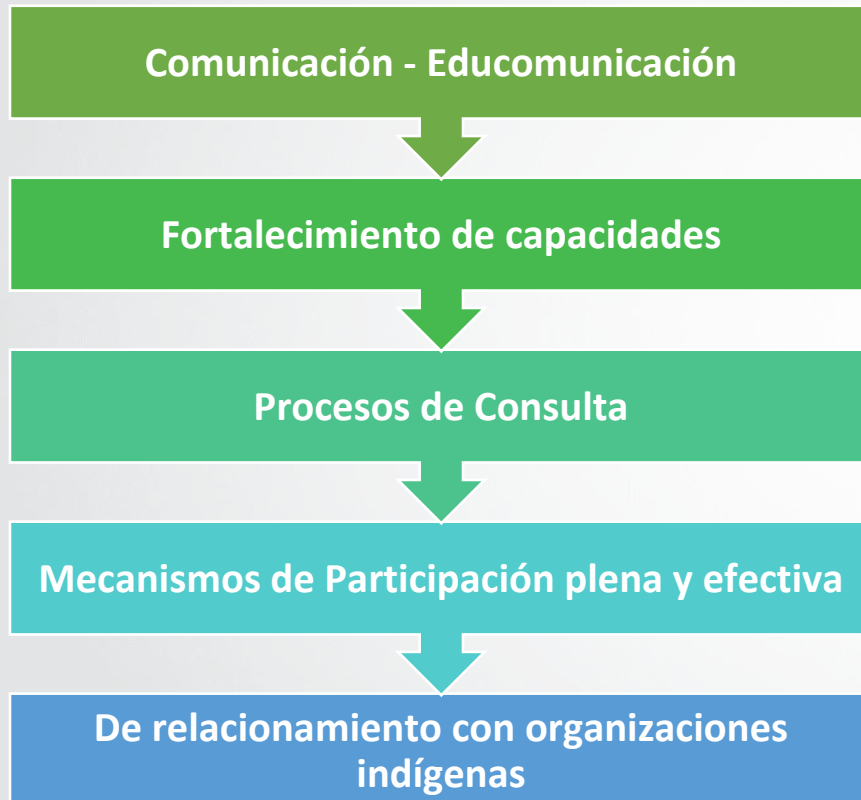 Comunicación - Educomunicación
Fortalecimiento de capacidades
Procesos de Consulta
Mecanismos de Participación plena y efectiva
De relacionamiento con organizaciones
indígenas